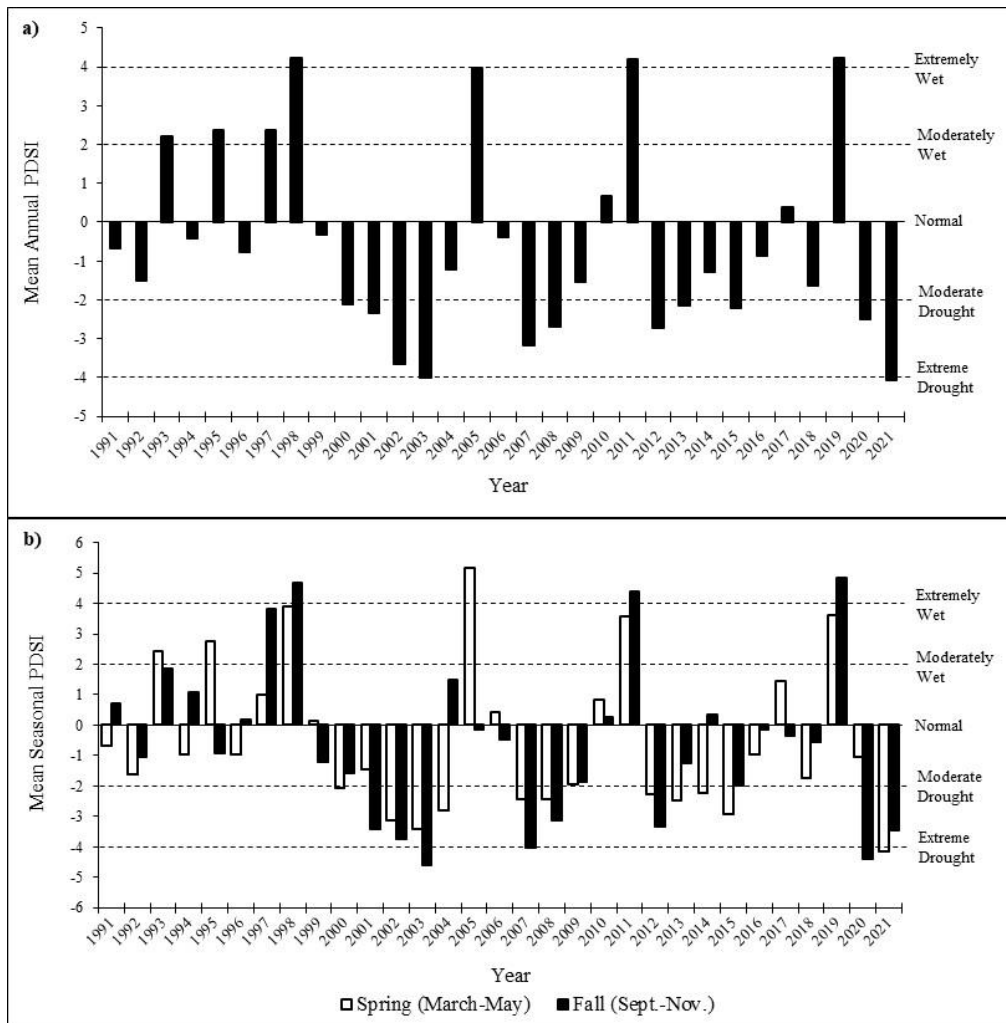 a)
Mean Annual PDSI
5
4
3
2
1
0
-1
-2
-3
-4
-5
Extremely
Wet
Moderately
Wet
Normal
Moderate
Drought
Extreme
Drought
1991 1992 1993 1994 1995 1996 1997 1998 1999 2000 2001 2002 2003 2004 2005 2006 2007 2008 2009 2010 2011 2012 2013 2014 2015 2016 2017 2018 2019 2020 2021
Year
b)
Mean Seasonal PDSI
6
5
4
3
2
1
0
-1
-2
-3
-4
-5
-6
Extremely
Wet
Moderately
Wet
Normal
Moderate
Drought
Extreme
Drought
1991 1992 1993 1994 1995 1996 1997 1998 1999 2000 2001 2002 2003 2004 2005 2006 2007 2008 2009 2010 2011 2012 2013 2014 2015 2016 2017 2018 2019 2020 2021
Year
Spring (March-May) Fall (Sept.-Nov.)